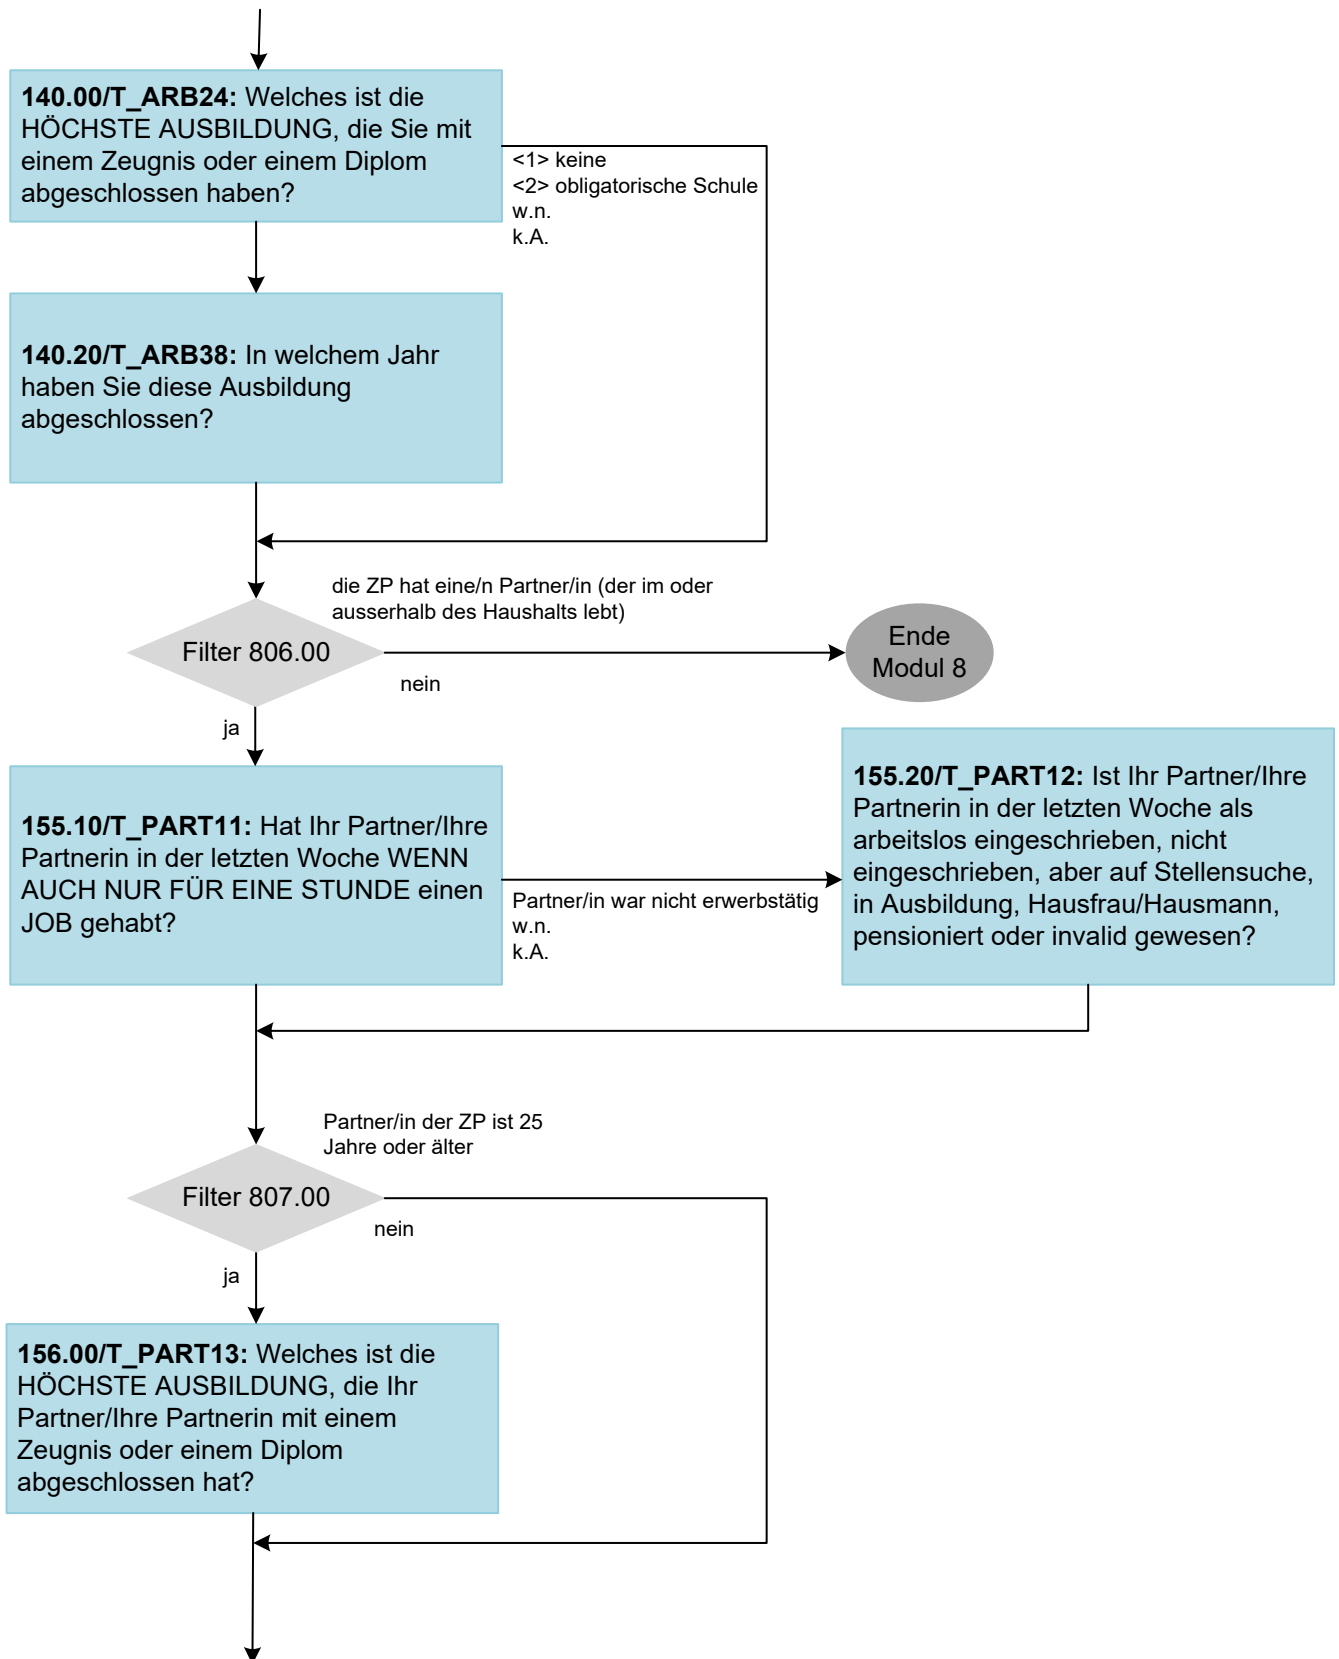 140.00/T_ARB24: Welches ist die
HÖCHSTE AUSBILDUNG, die Sie mit
einem Zeugnis oder einem Diplom
abgeschlossen haben?
<1> keine
<2> obligatorische Schule
w.n.
k.A.
140.20/T_ARB38: In welchem Jahr
haben Sie diese Ausbildung
abgeschlossen?
die ZP hat eine/n Partner/in (der im oder
ausserhalb des Haushalts lebt)
Filter 806.00
nein
Ende
Modul 8
ja
155.10/T_PART11: Hat Ihr Partner/Ihre
Partnerin in der letzten Woche WENN
AUCH NUR FÜR EINE STUNDE einen
JOB gehabt?
Partner/in war nicht erwerbstätig
w.n.
k.A.
155.20/T_PART12: Ist Ihr Partner/Ihre
Partnerin in der letzten Woche als
arbeitslos eingeschrieben, nicht
eingeschrieben, aber auf Stellensuche,
in Ausbildung, Hausfrau/Hausmann,
pensioniert oder invalid gewesen?
Partner/in der ZP ist 25
Jahre oder älter
Filter 807.00
nein
ja
156.00/T_PART13: Welches ist die
HÖCHSTE AUSBILDUNG, die Ihr
Partner/Ihre Partnerin mit einem
Zeugnis oder einem Diplom
abgeschlossen hat?